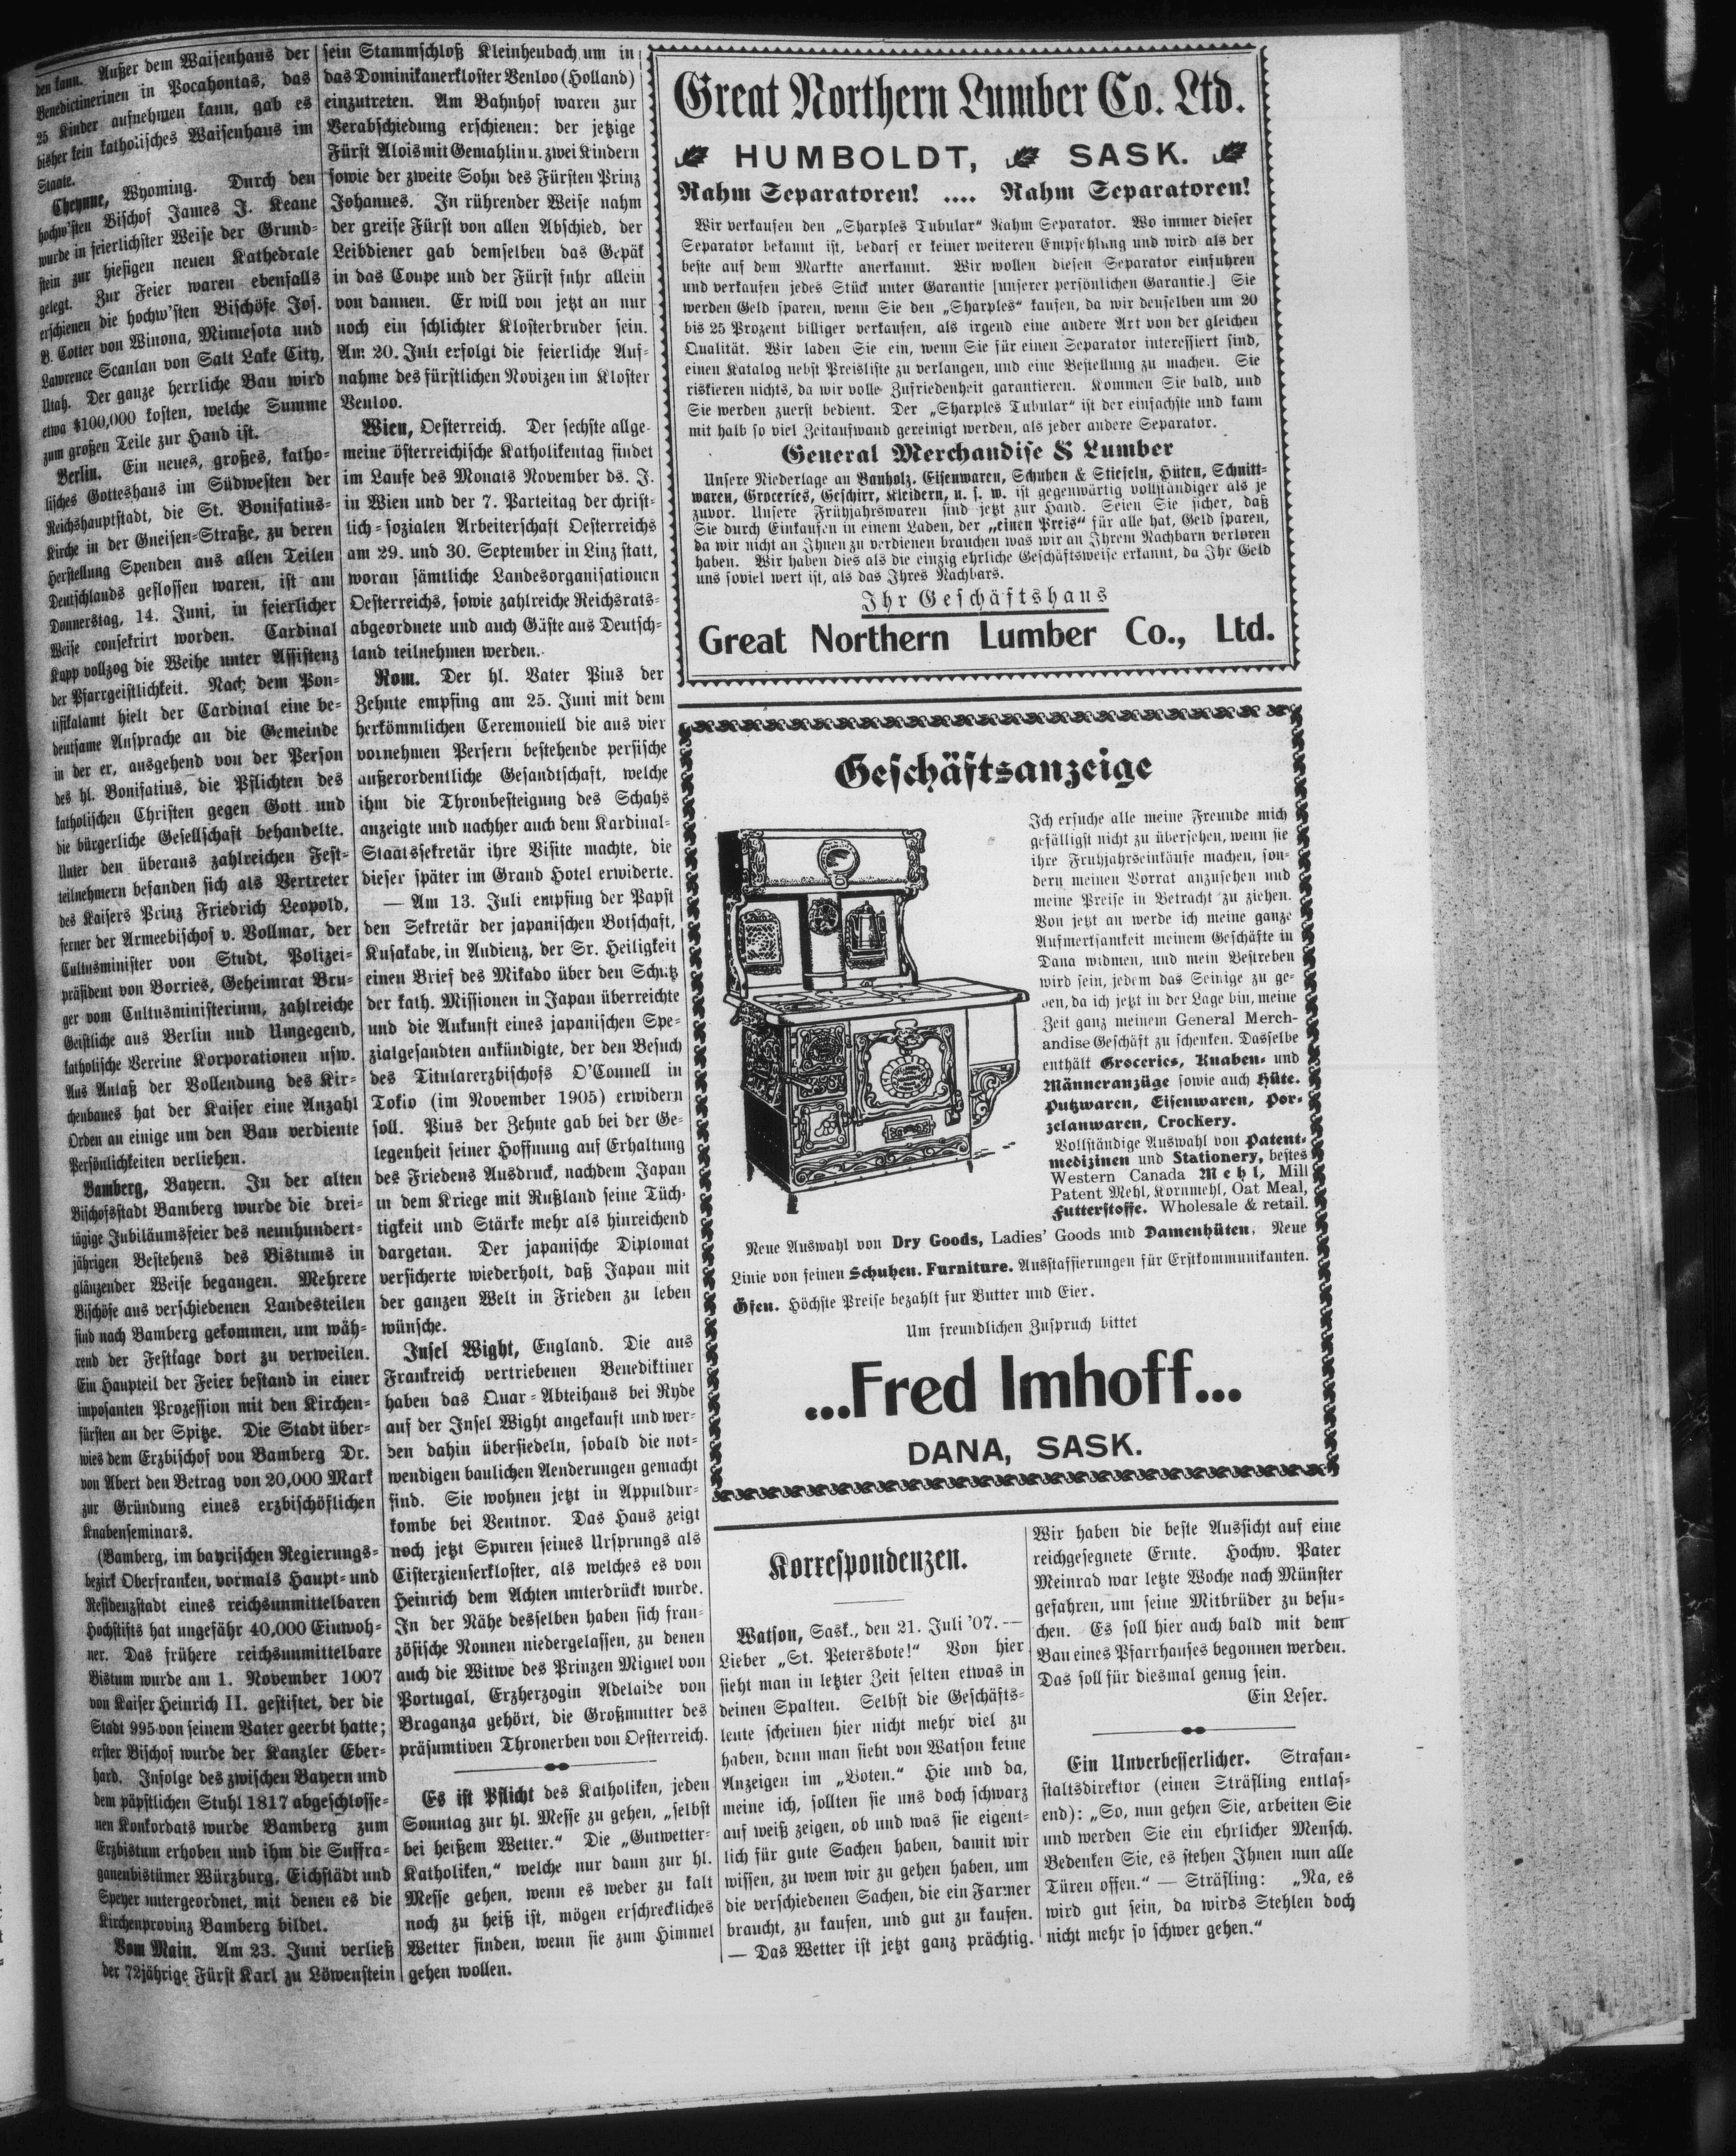 den kann. Außer dem Waisenhaus der
Benedictinerinen in Pocahontas, das
25 Kinder aufnehmen kann, gab es
bisher kein katholisches Waisenhaus im
Staate.
Cheynne, Wyoming. Durch den
hochw'sten Bischof James J. Keane
wurde in feierlichster Weise der Grund-
stein zur hiesigen neuen Kathedrale
gelegt. Zur Feier waren ebenfalls
erschienen die hochw'sten Bischöfe Jos.
B. Cotter von Winona, Minnesota und
Lawrence Scanlan von Salt Lake City,
Utah. Der ganze herrliche Bau wird
etwa $100,000 kosten, welche Summe
zum großen Teile zur Hand ist.
Berlin. Ein neues, großes, katho-
lisches Gotteshaus im Südwesten der
Reichshauptstadt, die St. Bonifatius-
Kirche in der Gneisen-Straße, zu deren
Herstellung Spenden aus allen Teilen
Deutschlands geflossen waren, ist am
Donnerstag, 14. Juni, in feierlicher
Weise consekrirt worden. Cardinal
Kopp vollzog die Weihe unter Assistenz
der Pfarrgeistlichkeit. Nach dem Pon-
tifikalamt hielt der Cardinal eine be-
deutsame Ansprache an die Gemeinde
in der er, ausgehend von der Person
des hl. Bonifatius, die Pflichten des
katholischen Christen gegen Gott und
die bürgerliche Gesellschaft behandelte.
Unter den überaus zahlreichen Fest-
teilnehmern befanden sich als Vertreter
des Kaisers Prinz Friedrich Leopold,
ferner der Armeebischof v. Vollmar, der
Cultusminister von Studt, Polizei-
präsident von Borries, Geheimrat Bru-
ger vom Cultusministerium, zahlreiche
Geistliche aus Berlin und Umgegend,
katholische Vereine Korporationen usw.
Aus Anlaß der Vollendung des Kir-
chenbaues hat der Kaiser eine Anzahl
Orden an einige um den Bau verdiente
Persönlichkeiten verliehen.
Bamberg, Bayern. In der alten
Bischofsstadt Bamberg wurde die drei-
tägige Jubiläumsfeier des neunhundert-
jährigen Bestehens des Bistums in
glänzender Weise begangen. Mehrere
Bischöfe aus verschiedenen Landesteilen
sind nach Bamberg gekommen, um wäh-
rend der Festtage dort zu verweilen.
Ein Haupteil der Feier bestand in einer
imposanten Prozession mit den Kirchen-
fürsten an der Spitze. Die Stadt über-
wies dem Erzbischof von Bamberg Dr.
von Abert den Betrag von 20,000 Mark
zur Gründung eines erzbischöflichen
Knabenseminars.
(Bamberg, im bayrischen Regierungs-
bezirk Oberfranken, vormals Haupt- und
Residenzstadt eines reichsunmittelbaren
Hochstifts hat ungefähr 40,000 Einwoh-
ner. Das frühere reichsunmittelbare
Bistum wurde am 1. November 1007
von Kaiser Heinrich II. gestiftet, der die
Stadt 995 von seinem Vater geerbt hatte;
erster Bischof wurde der Kanzler Eber-
hard. Infolge des zwischen Bayern und
dem päpstlichen Stuhl 1817 abgeschlosse-
nen Konkordats wurde Bamberg zum
Erzbistum erhoben und ihm die Suffra-
ganenbistümer Würzburg, Eichstädt und
Speyer untergeordnet, mit denen es die
Kirchenprovinz Bamberg bildet.
Vom Main. Am 23. Juni verließ
der 72jährige Fürst Karl zu Löwenstein
sein Stammschloß Kleinheubach um in
das Dominikanerkloster Venloo (Holland)
einzutreten. Am Bahnhof waren zur
Verabschiedung erschienen: der jetzige
Fürst Alois mit Gemahlin u. zwei Kindern
sowie der zweite Sohn des Fürsten Prinz
Johannes. In rührender Weise nahm
der greise Fürst von allen Abschied, der
Leibdiener gab demselben das Gepäk
in das Coupe und der Fürst fuhr allein
von dannen. Er will von jetzt an nur
noch ein schlichter Klosterbruder sein.
Am 20. Juli erfolgt die feierliche Auf-
nahme des fürstlichen Novizen im Kloster
Venloo.
Wien, Oesterreich. Der sechste allge-
meine österreichische Katholikentag findet
im Laufe des Monats November ds. J.
in Wien und der 7. Parteitag der christ-
lich-sozialen Arbeiterschaft Oesterreichs
am 29. und 30. September in Linz statt,
woran sämtliche Landesorganisationen
Oesterreichs, sowie zahlreiche Reichsrats-
abgeordnete und auch Gäste aus Deutsch-
land teilnehmen werden.
Rom. Der hl. Vater Pius der
Zehnte empfing am 25. Juni mit dem
herkömmlichen Ceremoniell die aus vier
vornehmen Persern bestehende persische
außerordentliche Gesandtschaft, welche
ihm die Thronbesteigung des Schahs
anzeigte und nachher auch dem Kardinal-
Staatssekretär ihre Visite machte, die
dieser später im Grand Hotel erwiderte.
— Am 13. Juli empfing der Papst
den Sekretär der japanischen Botschaft,
Kusakabe, in Audienz, der Sr. Heiligkeit
einen Brief des Mikado über den Schutz
der kath. Missionen in Japan überreichte
und die Ankunft eines japanischen Spe-
zialgesandten ankündigte, der den Besuch
des Titularerzbischofs O'Connell in
Tokio (im November 1905) erwidern
soll. Pius der Zehnte gab bei der Ge-
legenheit seiner Hoffnung auf Erhaltung
des Friedens Ausdruck, nachdem Japan
in dem Kriege mit Rußland seine Tüch-
tigkeit und Stärke mehr als hinreichend
dargetan. Der japanische Diplomat
versicherte wiederholt, daß Japan mit
der ganzen Welt in Frieden zu leben
wünsche.
Insel Wight, England. Die aus
Frankreich vertriebenen Benediktiner
haben das Quar-Abteihaus bei Ryde
auf der Insel Wight angekauft und wer-
den dahin übersiedeln, sobald die not-
wendigen baulichen Aenderungen gemacht
sind. Sie wohnen jetzt in Appuldur-
kombe bei Ventnor. Das Haus zeigt
noch jetzt Spuren seines Ursprungs als
Cisterzienserkloster, als welches es von
Heinrich dem Achten unterdrückt wurde.
In der Nähe desselben haben sich fran-
zösische Nonnen niedergelassen, zu denen
auch die Witwe des Prinzen Miguel von
Portugal, Erzherzogin Adelaide von
Braganza gehört, die Großmutter des
präsumtiven Thronerben von Oesterreich.
Es ist Pflicht des Katholiken, jeden
Sonntag zur hl. Messe zu gehen, „selbst
bei heißem Wetter.“ Die „Gutwetter-
Katholiken,“ welche nur dann zur hl.
Messe gehen, wenn es weder zu kalt
noch zu heiß ist, mögen erschreckliches
Wetter finden, wenn sie zum Himmel
gehen wollen.
Great Northern Lumber Co. Ltd.
HUMBOLDT, SASK.
Rahm Separatoren! .... Rahm Separatoren!
Wir verkaufen den „Sharples Tubular“ Rahm Separator. Wo immer dieser
Separator bekannt ist, bedarf er keiner weiteren Empfehlung und wird als der
beste auf dem Markte anerkannt. Wir wollen diesen Separator einfuhren
und verkaufen jedes Stück unter Garantie [unserer persönlichen Garantie.] Sie
werden Geld sparen, wenn Sie den „Sharples“ kaufen, da wir denselben um 20
bis 25 Prozent billiger verkaufen, als irgend eine andere Art von der gleichen
Qualität. Wir laden Sie ein, wenn Sie für einen Separator interessiert sind,
einen Katalog nebst Preisliste zu verlangen, und eine Bestellung zu machen. Sie
riskieren nichts, da wir volle Zufriedenheit garantieren. Kommen Sie bald, und
Sie werden zuerst bedient. Der „Sharples Tubular“ ist der einfachste und kann
mit halb so viel Zeitaufwand gereinigt werden, als jeder andere Separator.
General Merchandise & Lumber
Unsere Niederlage an Bauholz, Eisenwaren, Schuhen & Stiefeln, Hüten, Schnitt-
waren, Groceries, Geschirr, Kleidern, u. s. w. ist gegenwärtig vollständiger als je
zuvor. Unsere Frühjahrswaren sind jetzt zur Hand. Seien Sie sicher, daß
Sie durch Einkaufen in einem Laden, der „einen Preis“ für alle hat, Geld sparen,
da wir nicht an Ihnen zu verdienen brauchen was wir an Ihrem Nachbarn verloren
haben. Wir haben dies als die einzig ehrliche Geschäftsweise erkannt, da Ihr Geld
uns soviel wert ist, als das Ihres Nachbars.
Ihr Geschäftshaus
Great Northern Lumber Co., Ltd.
Geschäftsanzeige
Ich ersuche alle meine Freunde mich
gefälligst nicht zu übersehen, wenn sie
ihre Fruhjahrseinkäufe machen, son-
dern meinen Vorrat anzusehen und
meine Preise in Betracht zu ziehen.
Von jetzt an werde ich meine ganze
Aufmerksamkeit meinem Geschäfte in
Dana widmen, und mein Bestreben
wird sein, jedem das Seinige zu ge-
ben, da ich jetzt in der Lage bin, meine
Zeit ganz meinem General Merch-
andise Geschäft zu schenken. Dasselbe
enthält Groceries, Knaben- und
Männeranzüge sowie auch Hüte.
Putzwaren, Eisenwaren, Por-
zelanwaren, Crockery.
Vollständige Auswahl von Patent-
medizinen und Stationery, bestes
Western Canada Mehl, Mill
Patent Mehl, Kornmehl, Oat Meal,
Futterstoffe. Wholesale & retail.
Neue Auswahl von Dry Goods, Ladies' Goods und Damenhüten, Neue
Linie von feinen Schuhen. Furniture. Ausstaffierungen für Erstkommunikanten.
Öfen. Höchste Preise bezahlt fur Butter und Eier.
Um freundlichen Zuspruch bittet
...Fred Imhoff...
DANA, SASK.
Korrespondenzen.
Watson, Sask., den 21. Juli '07. —
Lieber „St. Petersbote!“ Von hier
sieht man in letzter Zeit selten etwas in
deinen Spalten. Selbst die Geschäfts-
leute scheinen hier nicht mehr viel zu
haben, denn man sieht von Watson keine
Anzeigen im „Boten.“ Hie und da,
meine ich, sollten sie uns doch schwarz
auf weiß zeigen, ob und was sie eigent-
lich für gute Sachen haben, damit wir
wissen, zu wem wir zu gehen haben, um
die verschiedenen Sachen, die ein Farmer
braucht, zu kaufen, und gut zu kaufen.
— Das Wetter ist jetzt ganz prächtig.
Wir haben die beste Aussicht auf eine
reichgesegnete Ernte. Hochw. Pater
Meinrad war letzte Woche nach Münster
gefahren, um seine Mitbrüder zu besu-
chen. Es soll hier auch bald mit dem
Bau eines Pfarrhauses begonnen werden.
Das soll für diesmal genug sein.
Ein Leser.
Ein Unverbesserlicher. Strafan-
staltsdirektor (einen Sträfling entlas-
end): „So, nun gehen Sie, arbeiten Sie
und werden Sie ein ehrlicher Mensch.
Bedenken Sie, es stehen Ihnen nun alle
Türen offen.“ — Sträfling: „Na, es
wird gut sein, da wirds Stehlen doch
nicht mehr so schwer gehen.“